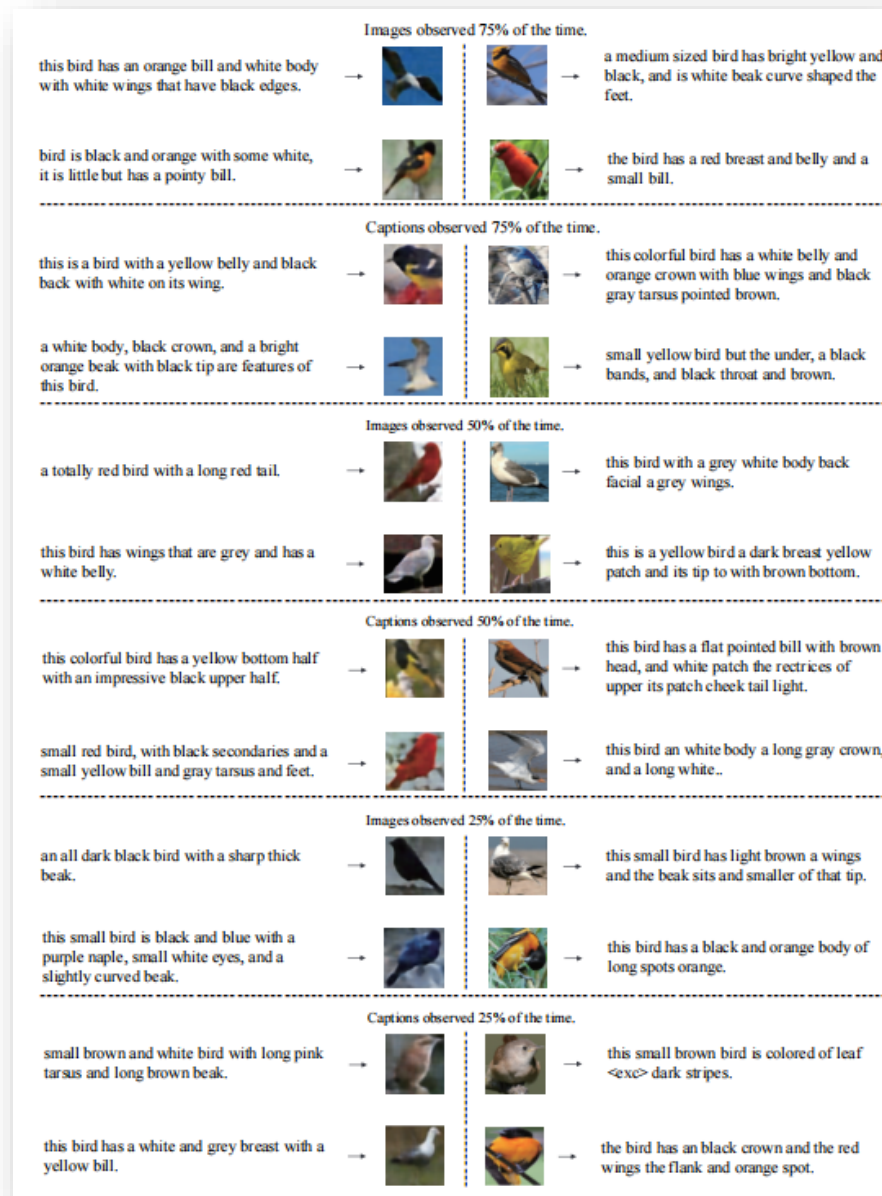 Images observed 75% of the time.
this bird has an orange bill and white body
with white wings that have black edges.
a medium sized bird has bright yellow and
black, and is white beak curve shaped the
feet.
bird is black and orange with some white,
it is little but has a pointy bill.
the bird has a red breast and belly and a
small bill.
Captions observed 75% of the time.
this is a bird with a yellow belly and black
back with white on its wing.
this colorful bird has a white belly and
orange crown with blue wings and black
gray tarsus pointed brown.
a white body, black crown, and a bright
orange beak with black tip are features of
this bird.
small yellow bird but the under, a black
bands, and black throat and brown.
Images observed 50% of the time.
a totally red bird with a long red tail.
this bird with a grey white body back
facial a grey wings.
this bird has wings that are grey and has a
white belly.
this is a yellow bird a dark breast yellow
patch and its tip to with brown bottom.
Captions observed 50% of the time.
this colorful bird has a yellow bottom half
with an impressive black upper half.
this bird has a flat pointed bill with brown
head, and white patch the rectrices of
upper its patch cheek tail light.
small red bird, with black secondaries and a
small yellow bill and gray tarsus and feet.
this bird an white body a long gray crown,
and a long white..
Images observed 25% of the time.
an all dark black bird with a sharp thick
beak.
this small bird has light brown a wings
and the beak sits and smaller of that tip.
this small bird is black and blue with a
purple naple, small white eyes, and a
slightly curved beak.
this bird has a black and orange body of
long spots orange.
Captions observed 25% of the time.
small brown and white bird with long pink
tarsus and long brown beak.
this small brown bird is colored of leaf
<exc> dark stripes.
this bird has a white and grey breast with a
yellow bill.
the bird has an black crown and the red
wings the flank and orange spot.